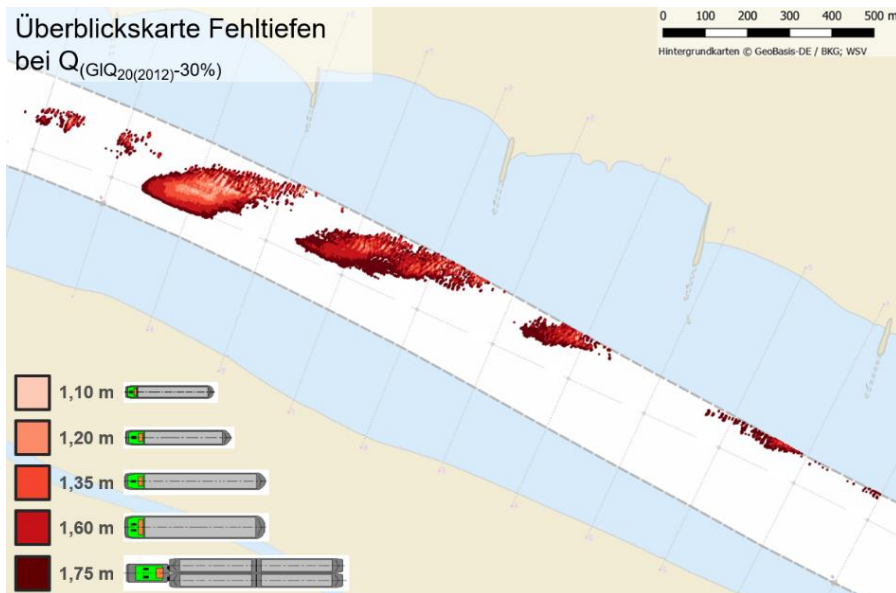 Überblickskarte Fehltiefen
bei Q(GlQ20(2012)-30%)
0 100 200 300 400 500 m
Hintergrundkarten © GeoBasis-DE / BKG; WSV
1,10 m
1,20 m
1,35 m
1,60 m
1,75 m